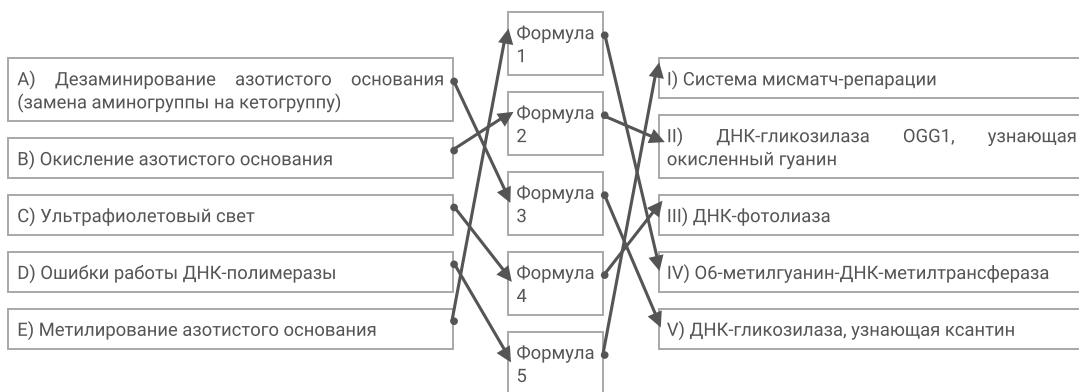 A) Дезаминирование азотистого основания
(замена аминогруппы на кетогруппу)
B) Окисление азотистого основания
C) Ультрафиолетовый свет
D) Ошибки работы ДНК-полимеразы
E) Метилирование азотистого основания
Формула
1
Формула
2
Формула
3
Формула
4
Формула
5
I) Система мисматч-репарации
II) ДНК-гликозилаза OGG1, узнающая
окисленный гуанин
III) ДНК-фотолиаза
IV) O6-метилгуанин-ДНК-метилтрансфераза
V) ДНК-гликозилаза, узнающая ксантин